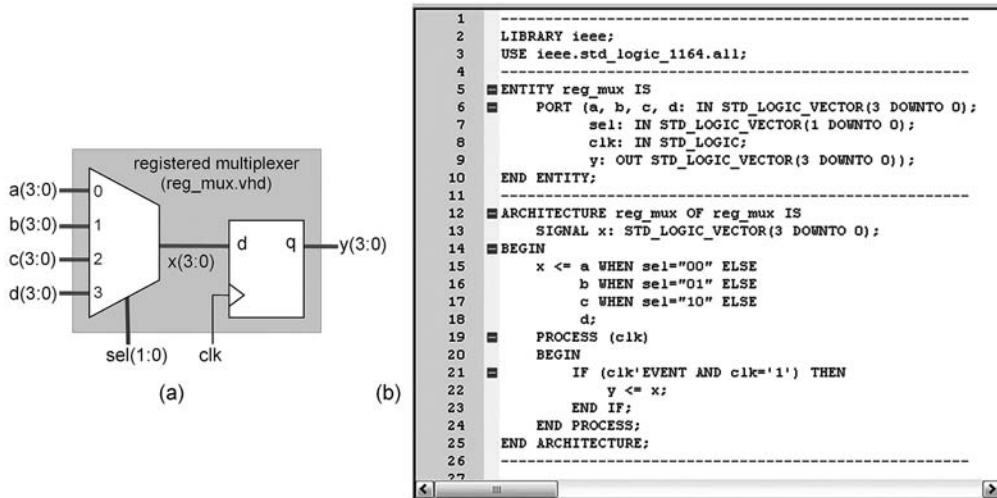 registered multiplexer
(reg_mux.vhd)
a(3:0)
0
b(3:0)
1
c(3:0)
2
d(3:0)
3
x(3:0)
d
q
y(3:0)
sel(1:0)
clk
(a)
(b)
1 ----------------------------------------------------
2 LIBRARY ieee;
3 USE ieee.std_logic_1164.all;
4 ----------------------------------------------------
5 ENTITY reg_mux IS
6 PORT (a, b, c, d: IN STD_LOGIC_VECTOR(3 DOWNTO 0);
7 sel: IN STD_LOGIC_VECTOR(1 DOWNTO 0);
8 clk: IN STD_LOGIC;
9 y: OUT STD_LOGIC_VECTOR(3 DOWNTO 0));
10 END ENTITY;
11 ----------------------------------------------------
12 ARCHITECTURE reg_mux OF reg_mux IS
13 SIGNAL x: STD_LOGIC_VECTOR(3 DOWNTO 0);
14 BEGIN
15 x <= a WHEN sel="00" ELSE
16 b WHEN sel="01" ELSE
17 c WHEN sel="10" ELSE
18 d;
19 PROCESS (clk)
20 BEGIN
21 IF (clk'EVENT AND clk='1') THEN
22 y <= x;
23 END IF;
24 END PROCESS;
25 END ARCHITECTURE;
26 ----------------------------------------------------
27